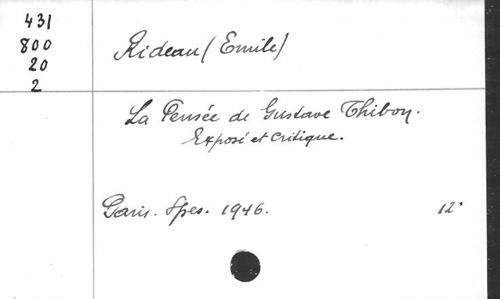 431
800
20
2
Rideau (Emile)
La Pensée de Gustave Thibon.
Exposé et critique.
Paris. Spes. 1946. 12°